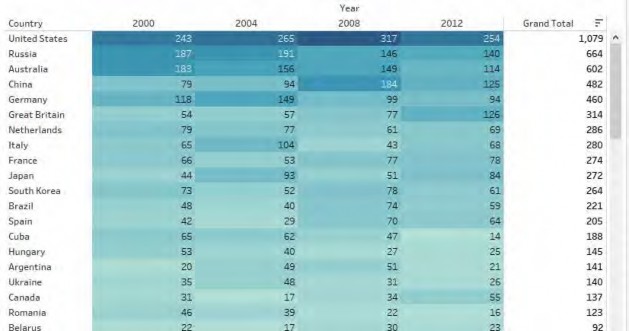 Year
Country 2000 2004 2008 2012 Grand Total
United States 243 265 317 254 1,079
Russia 187 191 146 140 664
Australia 183 156 149 114 602
China 79 94 184 125 482
Germany 118 149 99 94 460
Great Britain 54 57 77 126 314
Netherlands 79 77 61 69 286
Italy 65 104 43 68 280
France 66 53 77 78 274
Japan 44 93 51 84 272
South Korea 73 52 78 61 264
Brazil 48 40 74 59 221
Spain 42 29 70 64 205
Cuba 65 62 47 14 188
Hungary 53 40 27 25 145
Argentina 20 49 51 21 141
Ukraine 35 48 31 26 140
Canada 31 17 34 55 137
Romania 46 39 22 16 123
Belarus 22 17 30 23 92